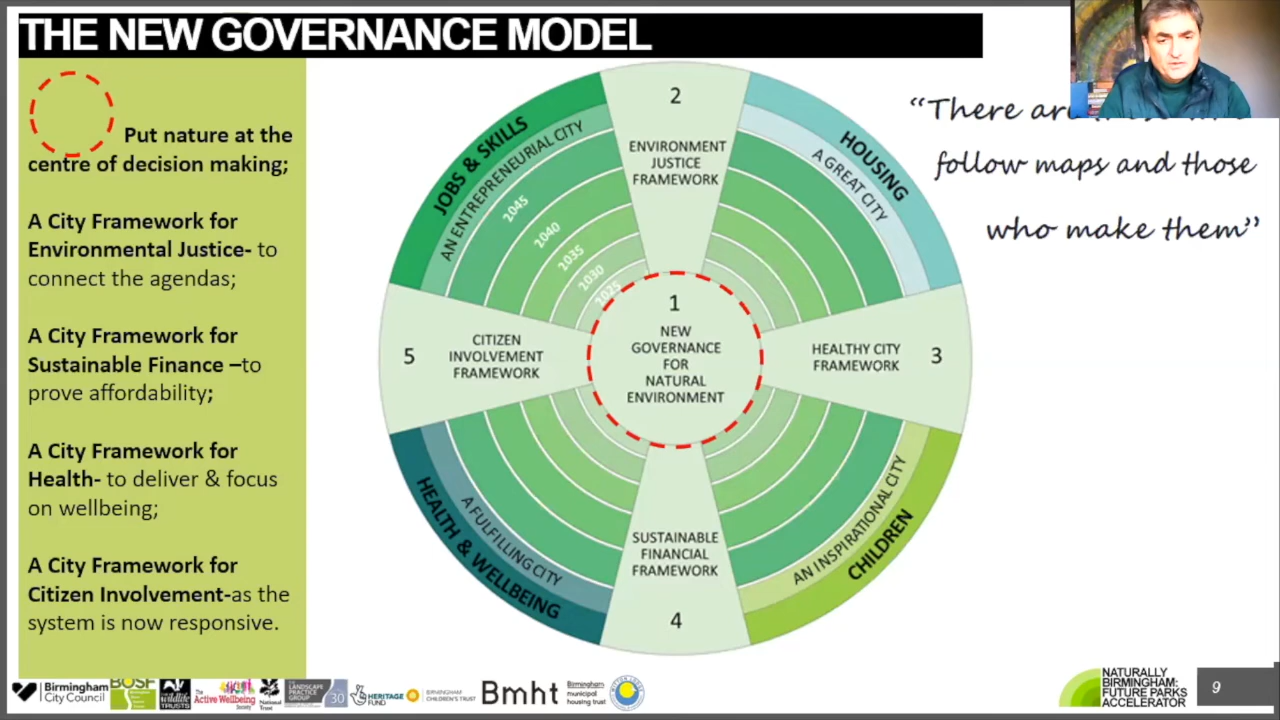 THE NEW GOVERNANCE MODEL
Put nature at the
centre of decision making;
A City Framework for
Environmental Justice- to
connect the agendas;
A City Framework for
Sustainable Finance –to
prove affordability;
A City Framework for
Health- to deliver & focus
on wellbeing;
A City Framework for
Citizen Involvement-as the
system is now responsive.
2
ENVIRONMENT
JUSTICE
FRAMEWORK
JOBS & SKILLS
AN ENTREPRENEURIAL CITY
2045
2040
2035
2030
2025
HOUSING
A GREAT CITY
1
NEW
GOVERNANCE
FOR
NATURAL
ENVIRONMENT
5
CITIZEN
INVOLVEMENT
FRAMEWORK
HEALTHY CITY
FRAMEWORK
3
HEALTH & WELLBEING
A FULFILLING CITY
SUSTAINABLE
FINANCIAL
FRAMEWORK
4
AN INSPIRATIONAL CITY
CHILDREN
“There are
follow maps and those
who make them”
Birmingham
City Council
BOSF
WILDLIFE
TRUSTS
The
Active Wellbeing
Society
National
Trust
LANDSCAPE
PRACTICE
GROUP
30
HERITAGE
FUND
BIRMINGHAM
CHILDREN'S TRUST
Bmht
Birmingham
municipal
housing trust
NATURALLY
BIRMINGHAM:
FUTURE PARKS
ACCELERATOR
9